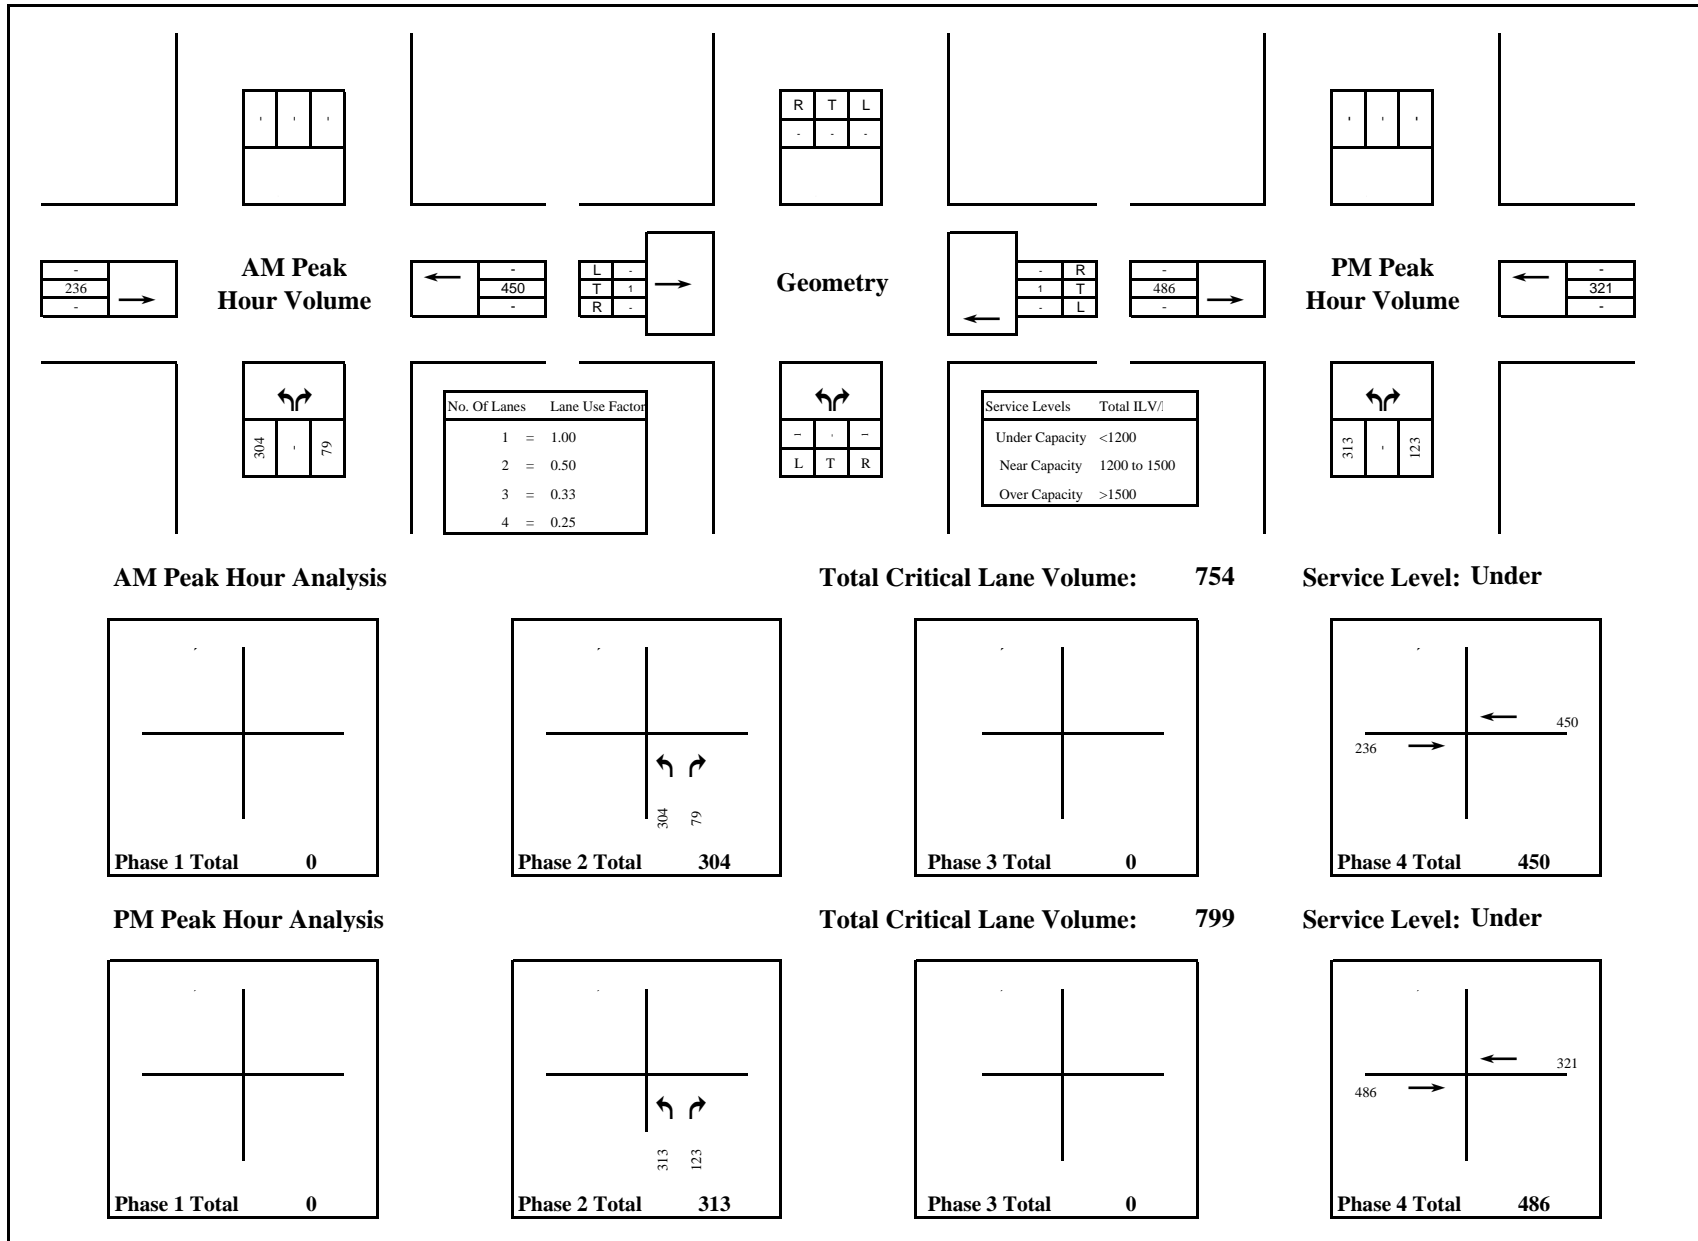 R T L
- - -
- - -
- - -
AM Peak
Hour Volume
Geometry
PM Peak
Hour Volume
-
236
-
-
450
-
L -
T 1
R -
- R
1 T
- L
-
486
-
-
321
-
304 - 79
1 - 1
L T R
313 - 123
No. Of Lanes Lane Use Factor
1 = 1.00
2 = 0.50
3 = 0.33
4 = 0.25
Service Levels Total ILV/
Under Capacity <1200
Near Capacity 1200 to 1500
Over Capacity >1500
AM Peak Hour Analysis Total Critical Lane Volume: 754 Service Level: Under
304 79
236 450
Phase 1 Total 0
Phase 2 Total 304
Phase 3 Total 0
Phase 4 Total 450
PM Peak Hour Analysis Total Critical Lane Volume: 799 Service Level: Under
313 123
486 321
Phase 1 Total 0
Phase 2 Total 313
Phase 3 Total 0
Phase 4 Total 486